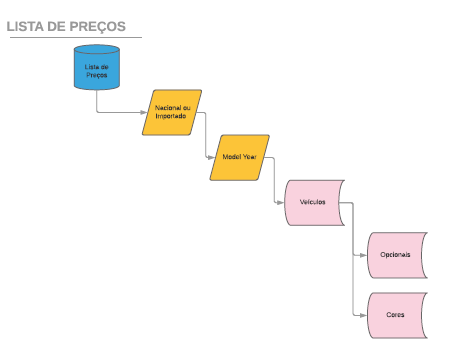 LISTA DE PREÇOS
Lista de
Preços
Nacional ou
Importado
Model Year
Veículos
Opcionais
Cores